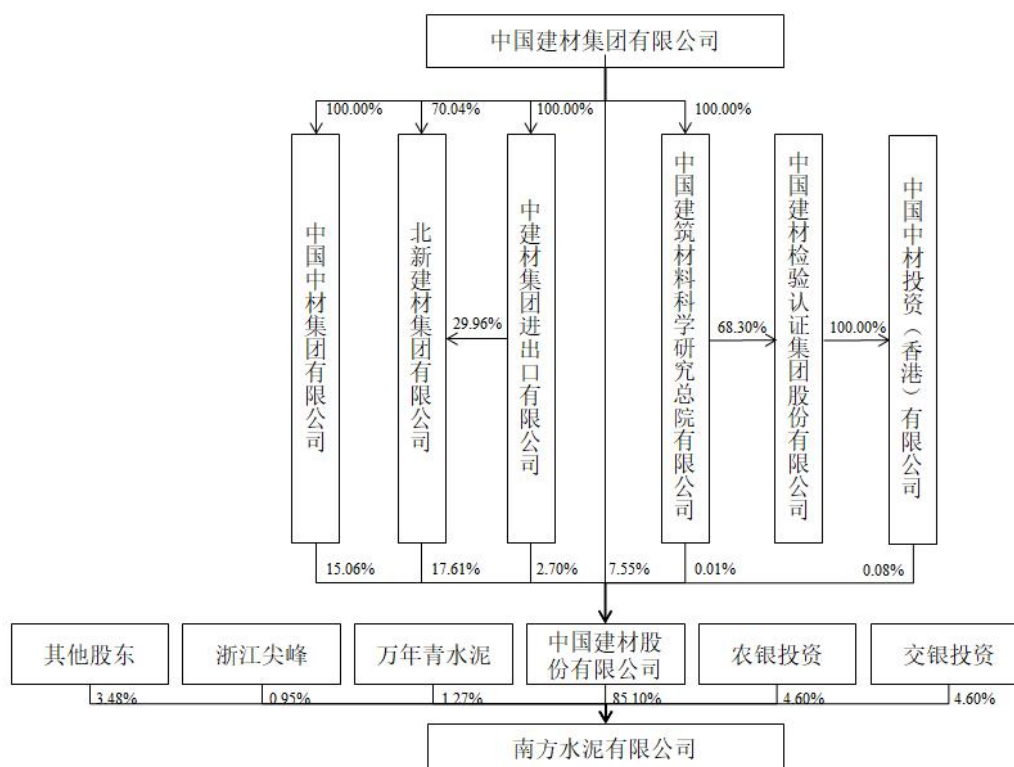 中国建材集团有限公司
100.00%
70.04%
100.00%
100.00%
中国中材集团有限公司
北新建材集团有限公司
29.96%
中建材集团进出口有限公司
中国建筑材料科学研究总院有限公司
68.30%
中国建材检验认证集团股份有限公司
100.00%
中国中材投资（香港）有限公司
15.06%
17.61%
2.70%
7.55%
0.01%
0.08%
其他股东
浙江尖峰
万年青水泥
中国建材股
份有限公司
农银投资
交银投资
3.48%
0.95%
1.27%
85.10%
4.60%
4.60%
南方水泥有限公司